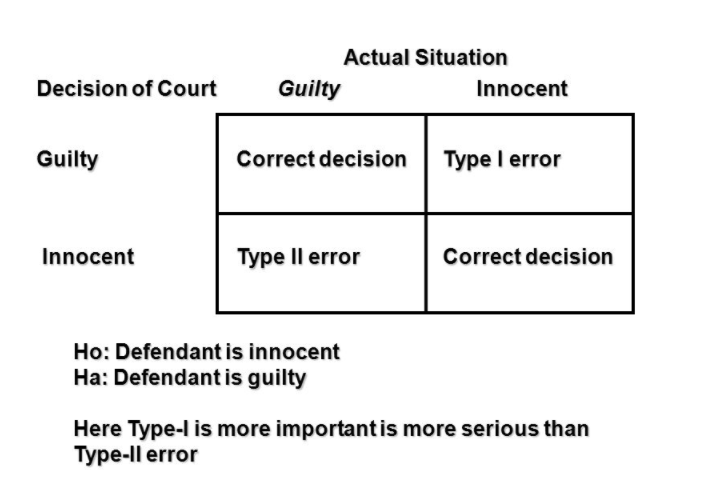 Actual Situation
Decision of Court Guilty Innocent
Guilty Correct decision Type I error
Innocent Type II error Correct decision
Ho: Defendant is innocent
Ha: Defendant is guilty
Here Type-I is more important is more serious than
Type-II error